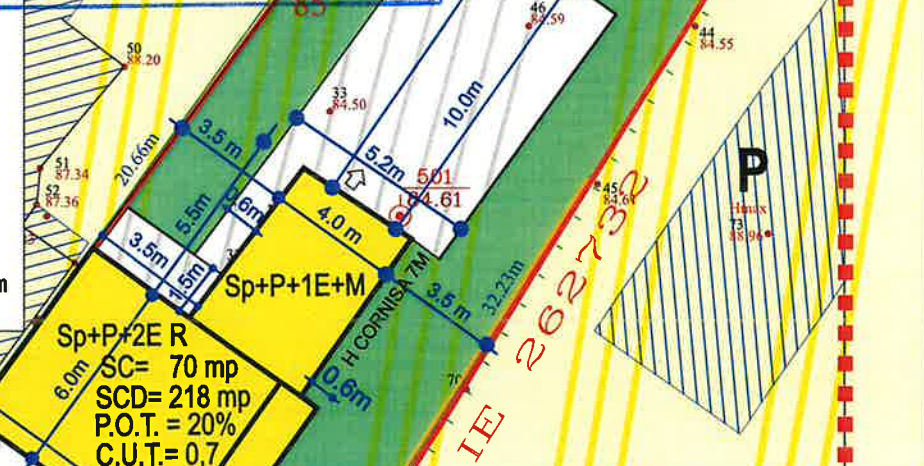 85
46
84.59
44
84.55
50
88.20
33
84.50
10.0m
3.5 m
20.66m
5.2m
P
Hmax
73
88.96
51
87.34
52
87.36
501
84.61
45
5.5m
4.0 m
3.5m
1.5m
Sp+P+1E+M
H CORNISA 7M
3.5 m
32.23m
IE 262732
Sp+P+2E R
SC= 70 mp
SCD= 218 mp
P.O.T. = 20%
C.U.T.= 0,7
6.0m
0.6m
70
m